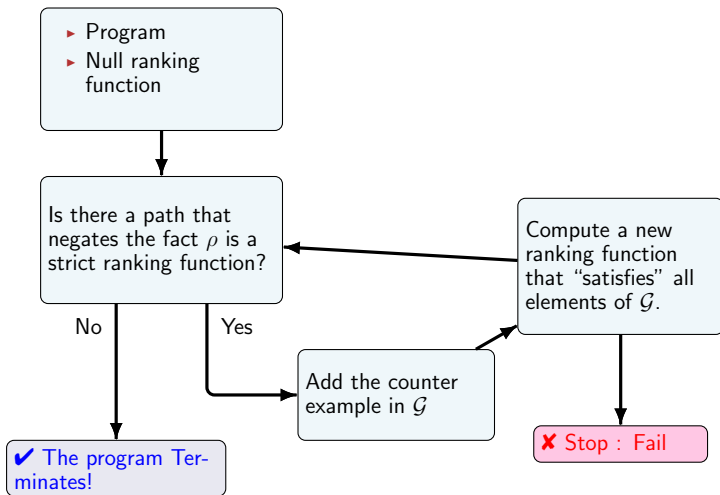 ▸ Program
▸ Null ranking
function
Is there a path that
negates the fact ρ is a
strict ranking function?
Compute a new
ranking function
that “satisfies” all
elements of 𝒢.
No
Yes
Add the counter
example in 𝒢
✔ The program Ter-
minates!
✘ Stop : Fail